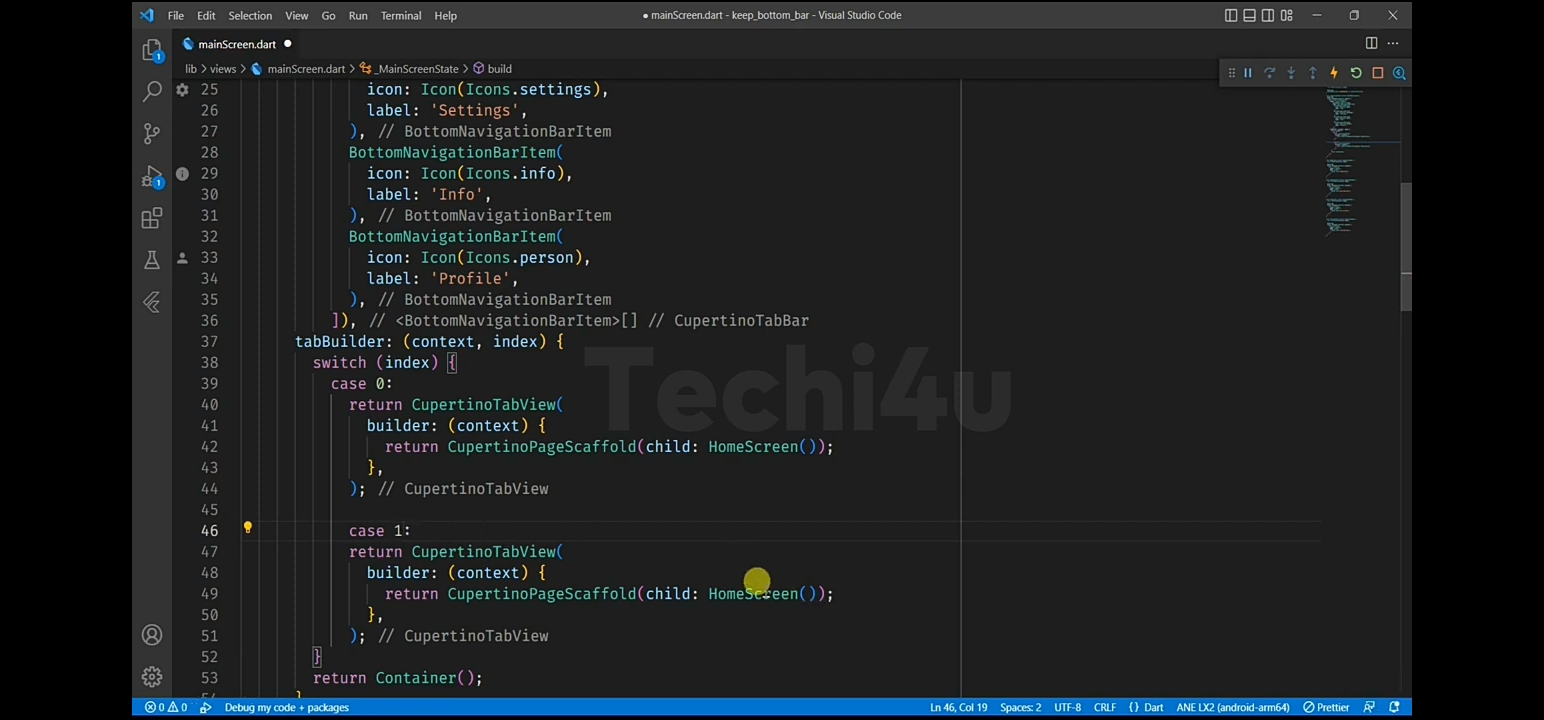 File Edit Selection View Go Run Terminal Help
● mainScreen.dart - keep_bottom_bar - Visual Studio Code
mainScreen.dart
lib > views > mainScreen.dart > _MainScreenState > build
25 icon: Icon(Icons.settings),
26 label: 'Settings',
27 ), // BottomNavigationBarItem
28 BottomNavigationBarItem(
29 icon: Icon(Icons.info),
30 label: 'Info',
31 ), // BottomNavigationBarItem
32 BottomNavigationBarItem(
33 icon: Icon(Icons.person),
34 label: 'Profile',
35 ), // BottomNavigationBarItem
36 ]), // <BottomNavigationBarItem>[] // CupertinoTabBar
37 tabBuilder: (context, index) {
38 switch (index) {
39 case 0:
40 return CupertinoTabView(
41 builder: (context) {
42 return CupertinoPageScaffold(child: HomeScreen());
43 },
44 ); // CupertinoTabView
45
46 case 1:
47 return CupertinoTabView(
48 builder: (context) {
49 return CupertinoPageScaffold(child: HomeScreen());
50 },
51 ); // CupertinoTabView
52 }
53 return Container();
54 }
Techi4u
1
1
0 0 Debug my code + packages
Ln 46, Col 19 Spaces: 2 UTF-8 CRLF {} Dart ANE LX2 (android-arm64) Prettier